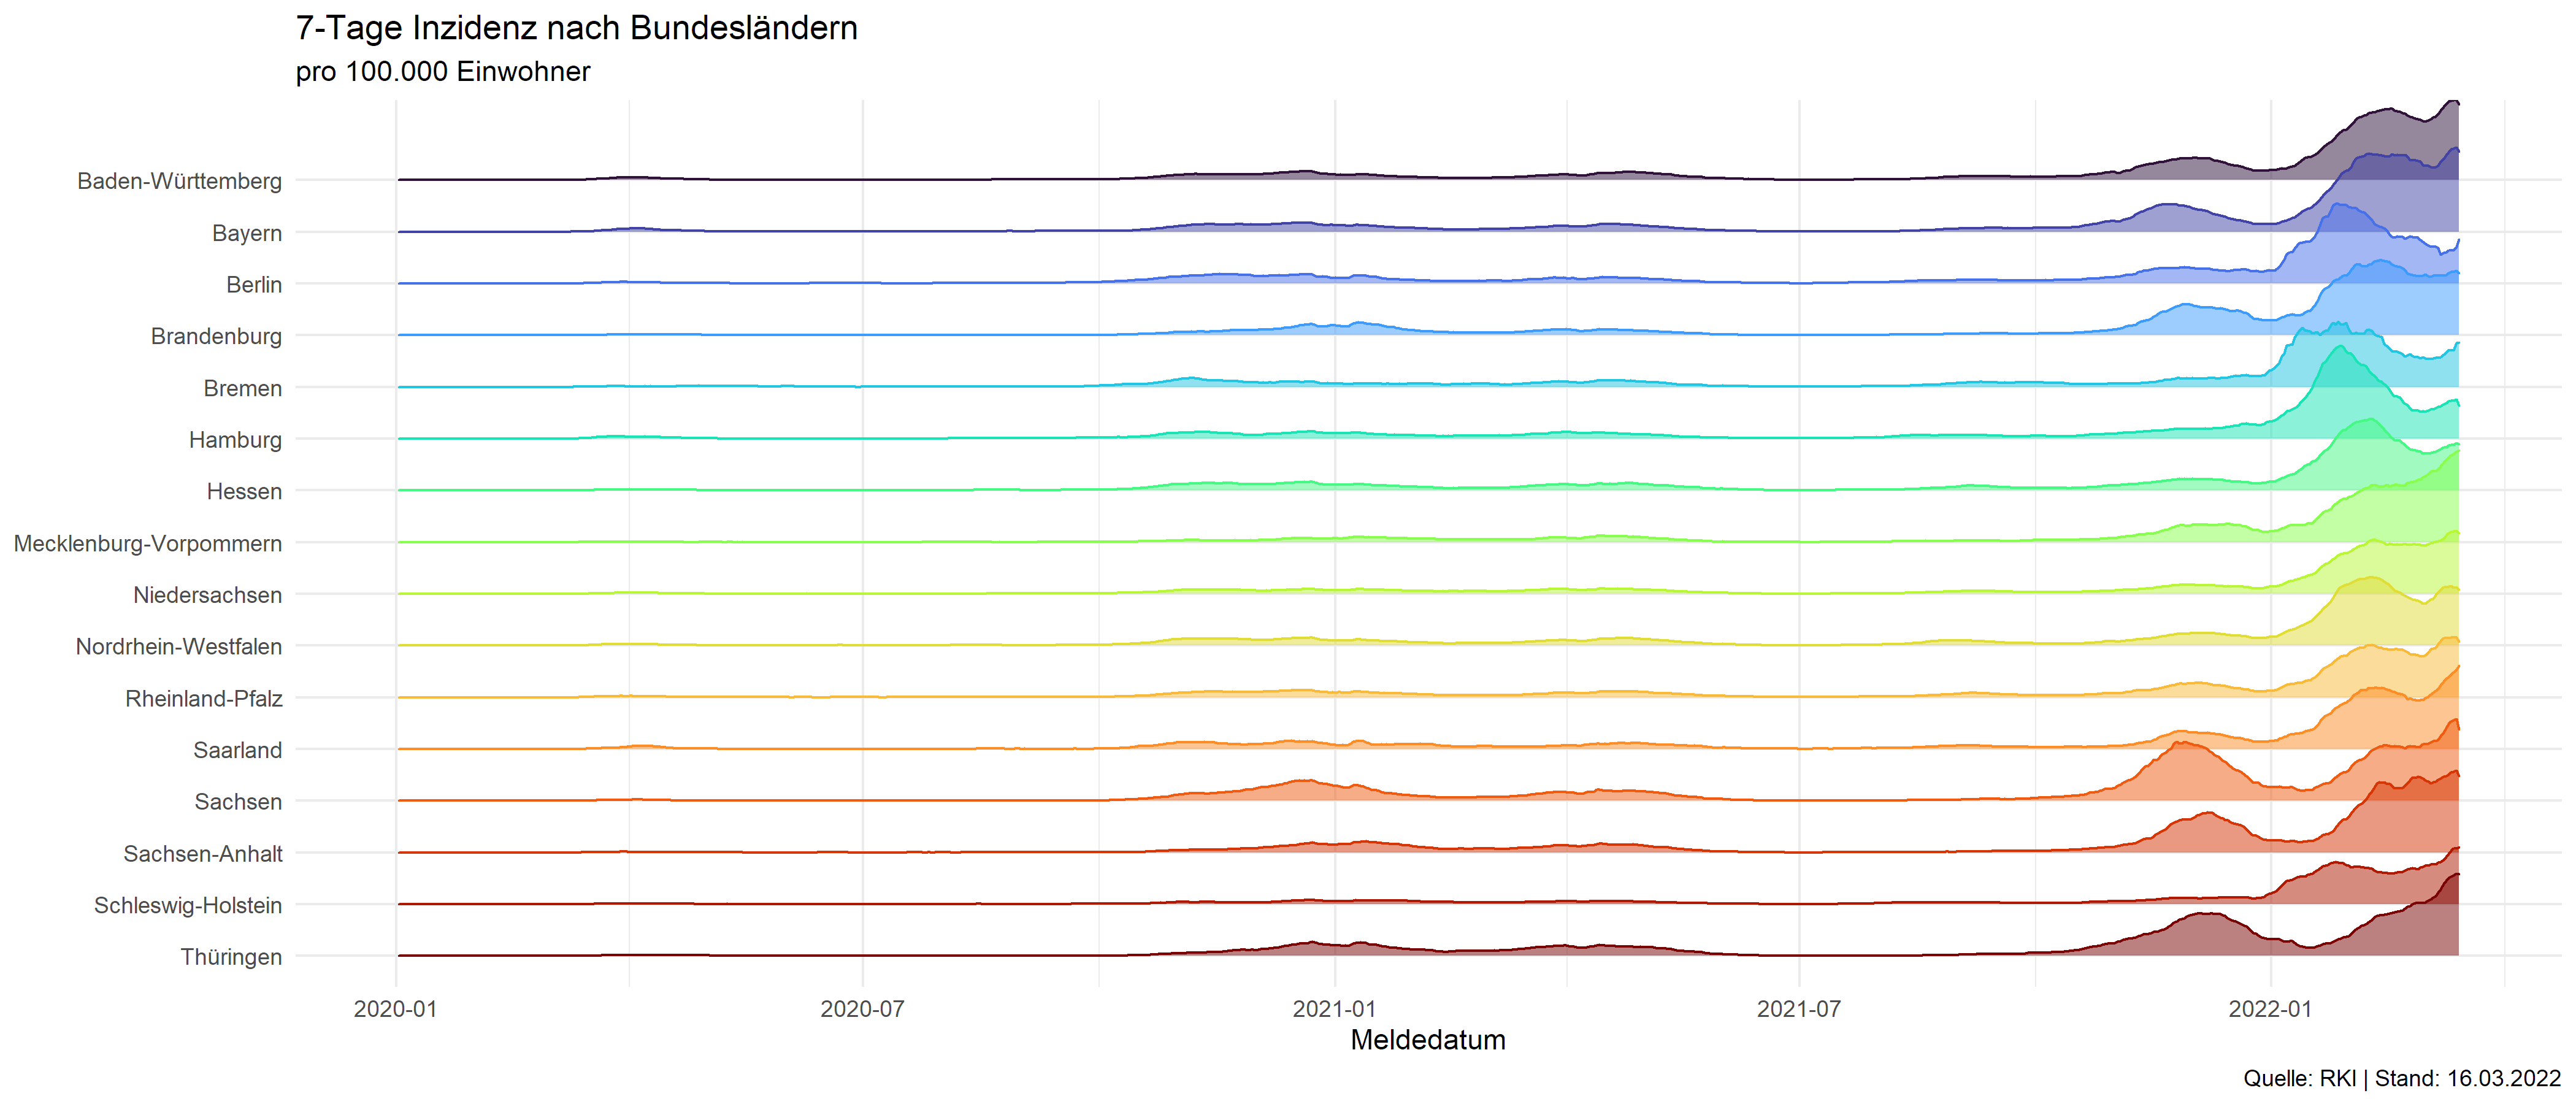 7-Tage Inzidenz nach Bundesländern
pro 100.000 Einwohner
Baden-Württemberg
Bayern
Berlin
Brandenburg
Bremen
Hamburg
Hessen
Mecklenburg-Vorpommern
Niedersachsen
Nordrhein-Westfalen
Rheinland-Pfalz
Saarland
Sachsen
Sachsen-Anhalt
Schleswig-Holstein
Thüringen
2020-01 2020-07 2021-01 2021-07 2022-01
Meldedatum
Quelle: RKI | Stand: 16.03.2022